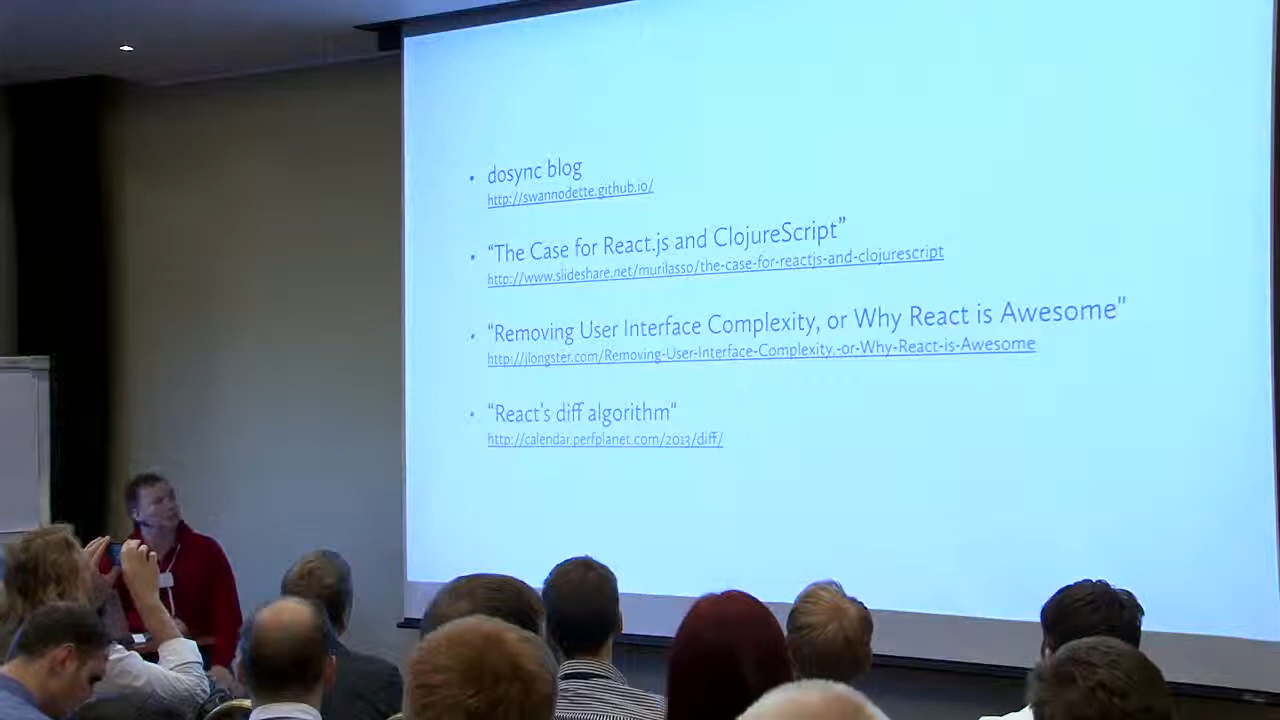 • dosync blog
http://swannodette.github.io/
• “The Case for React.js and ClojureScript”
http://www.slideshare.net/murilasso/the-case-for-reactjs-and-clojurescript
• "Removing User Interface Complexity, or Why React is Awesome"
http://jlongster.com/Removing-User-Interface-Complexity,-or-Why-React-is-Awesome
• "React’s diff algorithm"
http://calendar.perfplanet.com/2013/diff/